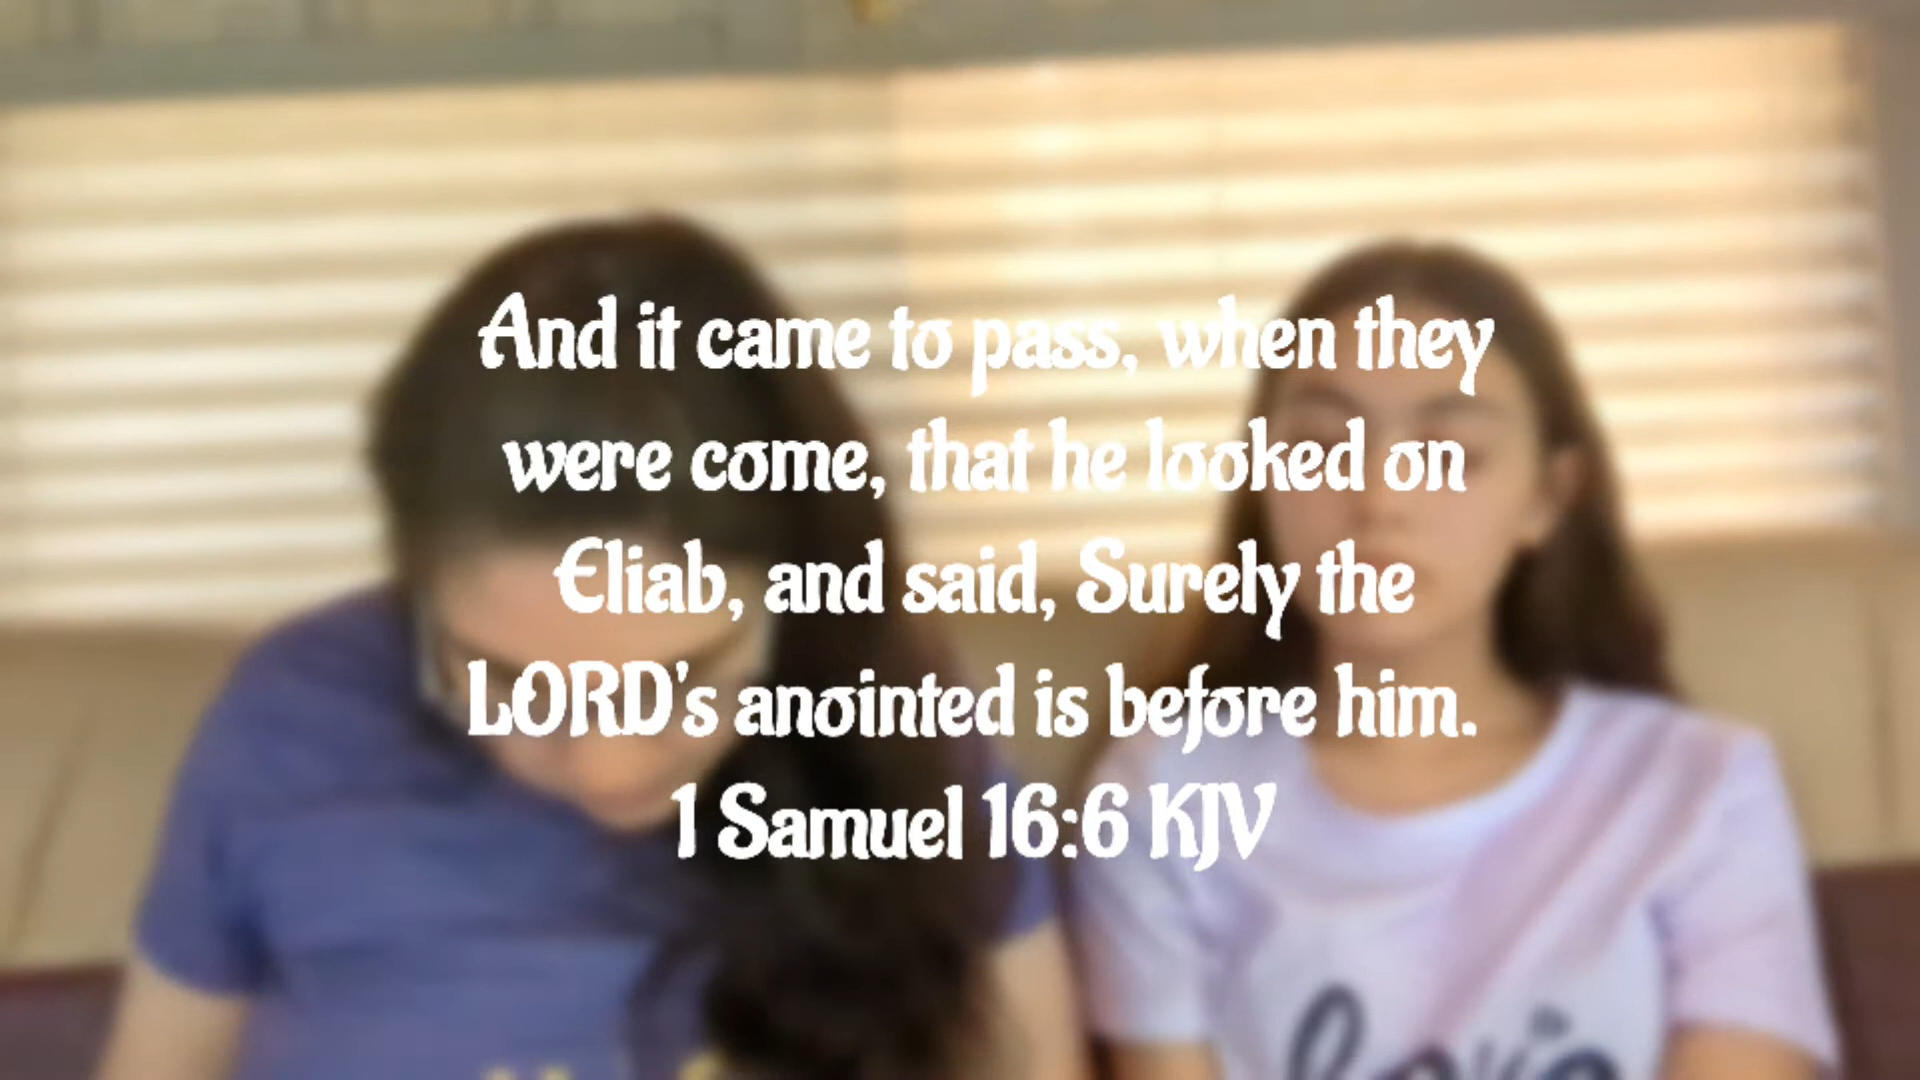 And it came to pass, when they
were come, that he looked on
Eliab, and said, Surely the
LORD's anointed is before him.
1 Samuel 16:6 KJV